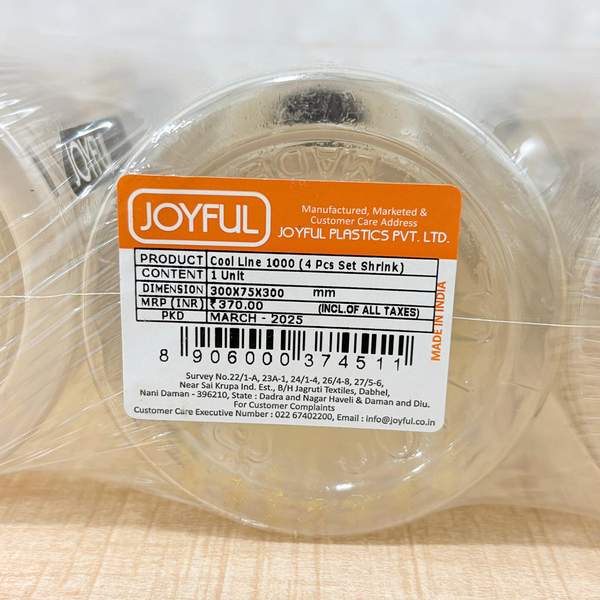 JOYFUL
JOYFUL
Manufactured, Marketed &
Customer Care Address
JOYFUL PLASTICS PVT. LTD.
PRODUCT Cool Line 1000 (4 Pcs Set Shrink)
CONTENT 1 Unit
DIMENSION 300X75X300 mm
MRP (INR) ₹370.00 (INCL.OF ALL TAXES)
PKD MARCH - 2025
MADE IN INDIA
8 906000 374511
Survey No.22/1-A, 23A-1, 24/1-4, 26/4-8, 27/5-6,
Near Sai Krupa Ind. Est., B/H Jagruti Textiles, Dabhel,
Nani Daman - 396210, State : Dadra and Nagar Haveli & Daman and Diu.
For Customer Complaints
Customer Care Executive Number : 022 67402200, Email : info@joyful.co.in